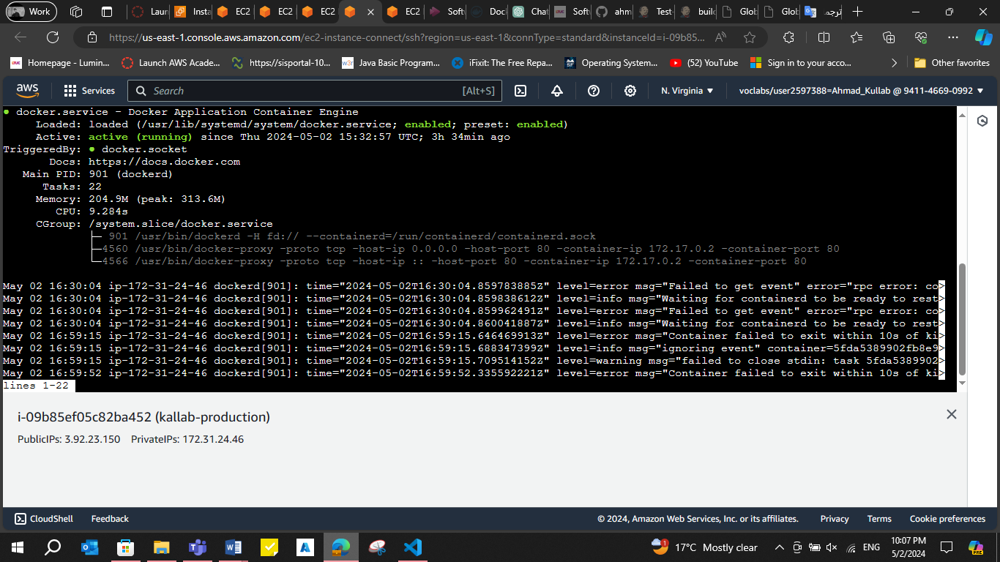 Work
Laun
Insta
EC2
EC2
EC2
EC2
Softv
Doc
Chat
Soft
ahm
Test-
build
Glob
Glob
ترجمة
https://us-east-1.console.aws.amazon.com/ec2-instance-connect/ssh?region=us-east-1&connType=standard&instanceId=i-09b85...
Homepage - Lumin...
Launch AWS Acade...
https://sisportal-10...
Java Basic Program...
iFixit: The Free Repa...
Operating System...
(52) YouTube
Sign in to your acco...
Other favorites
aws
Services
Search
[Alt+S]
N. Virginia
voclabs/user2597388=Ahmad_Kullab @ 9411-4669-0992
● docker.service - Docker Application Container Engine
Loaded: loaded (/usr/lib/systemd/system/docker.service; enabled; preset: enabled)
Active: active (running) since Thu 2024-05-02 15:32:57 UTC; 3h 34min ago
TriggeredBy: ● docker.socket
Docs: https://docs.docker.com
Main PID: 901 (dockerd)
Tasks: 22
Memory: 204.9M (peak: 313.6M)
CPU: 9.284s
CGroup: /system.slice/docker.service
├─ 901 /usr/bin/dockerd -H fd:// --containerd=/run/containerd/containerd.sock
├─4560 /usr/bin/docker-proxy -proto tcp -host-ip 0.0.0.0 -host-port 80 -container-ip 172.17.0.2 -container-port 80
└─4566 /usr/bin/docker-proxy -proto tcp -host-ip :: -host-port 80 -container-ip 172.17.0.2 -container-port 80
May 02 16:30:04 ip-172-31-24-46 dockerd[901]: time="2024-05-02T16:30:04.859783885Z" level=error msg="Failed to get event" error="rpc error: co>
May 02 16:30:04 ip-172-31-24-46 dockerd[901]: time="2024-05-02T16:30:04.859838612Z" level=info msg="Waiting for containerd to be ready to rest>
May 02 16:30:04 ip-172-31-24-46 dockerd[901]: time="2024-05-02T16:30:04.859962491Z" level=error msg="Failed to get event" error="rpc error: co>
May 02 16:30:04 ip-172-31-24-46 dockerd[901]: time="2024-05-02T16:30:04.860041887Z" level=info msg="Waiting for containerd to be ready to rest>
May 02 16:59:15 ip-172-31-24-46 dockerd[901]: time="2024-05-02T16:59:15.646469913Z" level=error msg="Container failed to exit within 10s of ki>
May 02 16:59:15 ip-172-31-24-46 dockerd[901]: time="2024-05-02T16:59:15.688347399Z" level=info msg="ignoring event" container=5fda5389902fb8e9>
May 02 16:59:15 ip-172-31-24-46 dockerd[901]: time="2024-05-02T16:59:15.709514152Z" level=warning msg="failed to close stdin: task 5fda5389902>
May 02 16:59:52 ip-172-31-24-46 dockerd[901]: time="2024-05-02T16:59:52.335592221Z" level=error msg="Container failed to exit within 10s of ki>
lines 1-22
i-09b85ef05c82ba452 (kallab-production)
PublicIPs: 3.92.23.150 PrivateIPs: 172.31.24.46
CloudShell
Feedback
© 2024, Amazon Web Services, Inc. or its affiliates.
Privacy
Terms
Cookie preferences
17°C Mostly clear
ENG
10:07 PM
5/2/2024